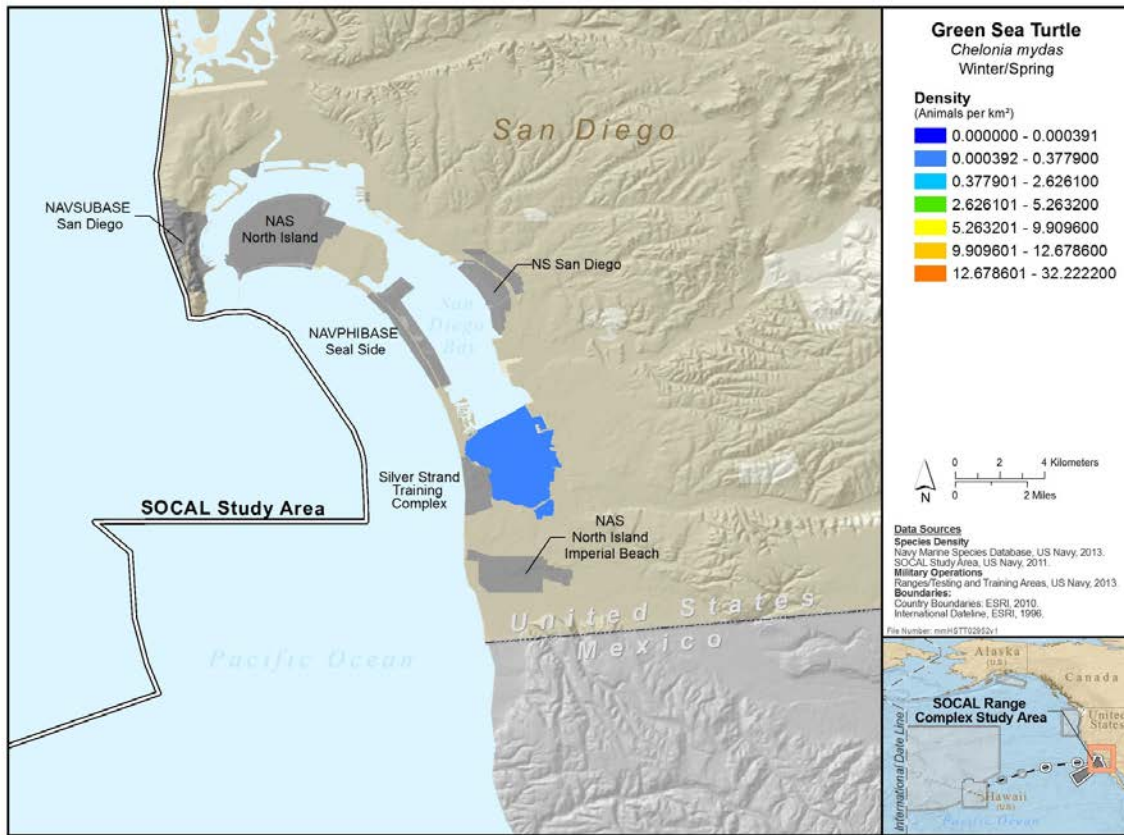 San Diego
NAVSUBASE
San Diego
NAS
North Island
NS San Diego
San
Diego
Bay
NAVPHIBASE
Seal Side
Silver Strand
Training
Complex
SOCAL Study Area
NAS
North Island
Imperial Beach
United States
Mexico
Pacific Ocean
Green Sea Turtle
Chelonia mydas
Winter/Spring
Density
(Animals per km²)
0.000000 - 0.000391
0.000392 - 0.377900
0.377901 - 2.626100
2.626101 - 5.263200
5.263201 - 9.909600
9.909601 - 12.678600
12.678601 - 32.222200
N
0 2 4 Kilometers
0 2 Miles
Data Sources
Species Density
Navy Marine Species Database, US Navy, 2013.
SOCAL Study Area, US Navy, 2011.
Military Operations
Ranges/Testing and Training Areas, US Navy, 2013.
Boundaries:
Country Boundaries: ESRI, 2010.
International Dateline, ESRI, 1996.
File Number: mmHSTT02952v1
Alaska
(U.S)
Canada
SOCAL Range
Complex Study Area
United
States
International Date Line
Hawaii
(U.S)
Pacific Ocean